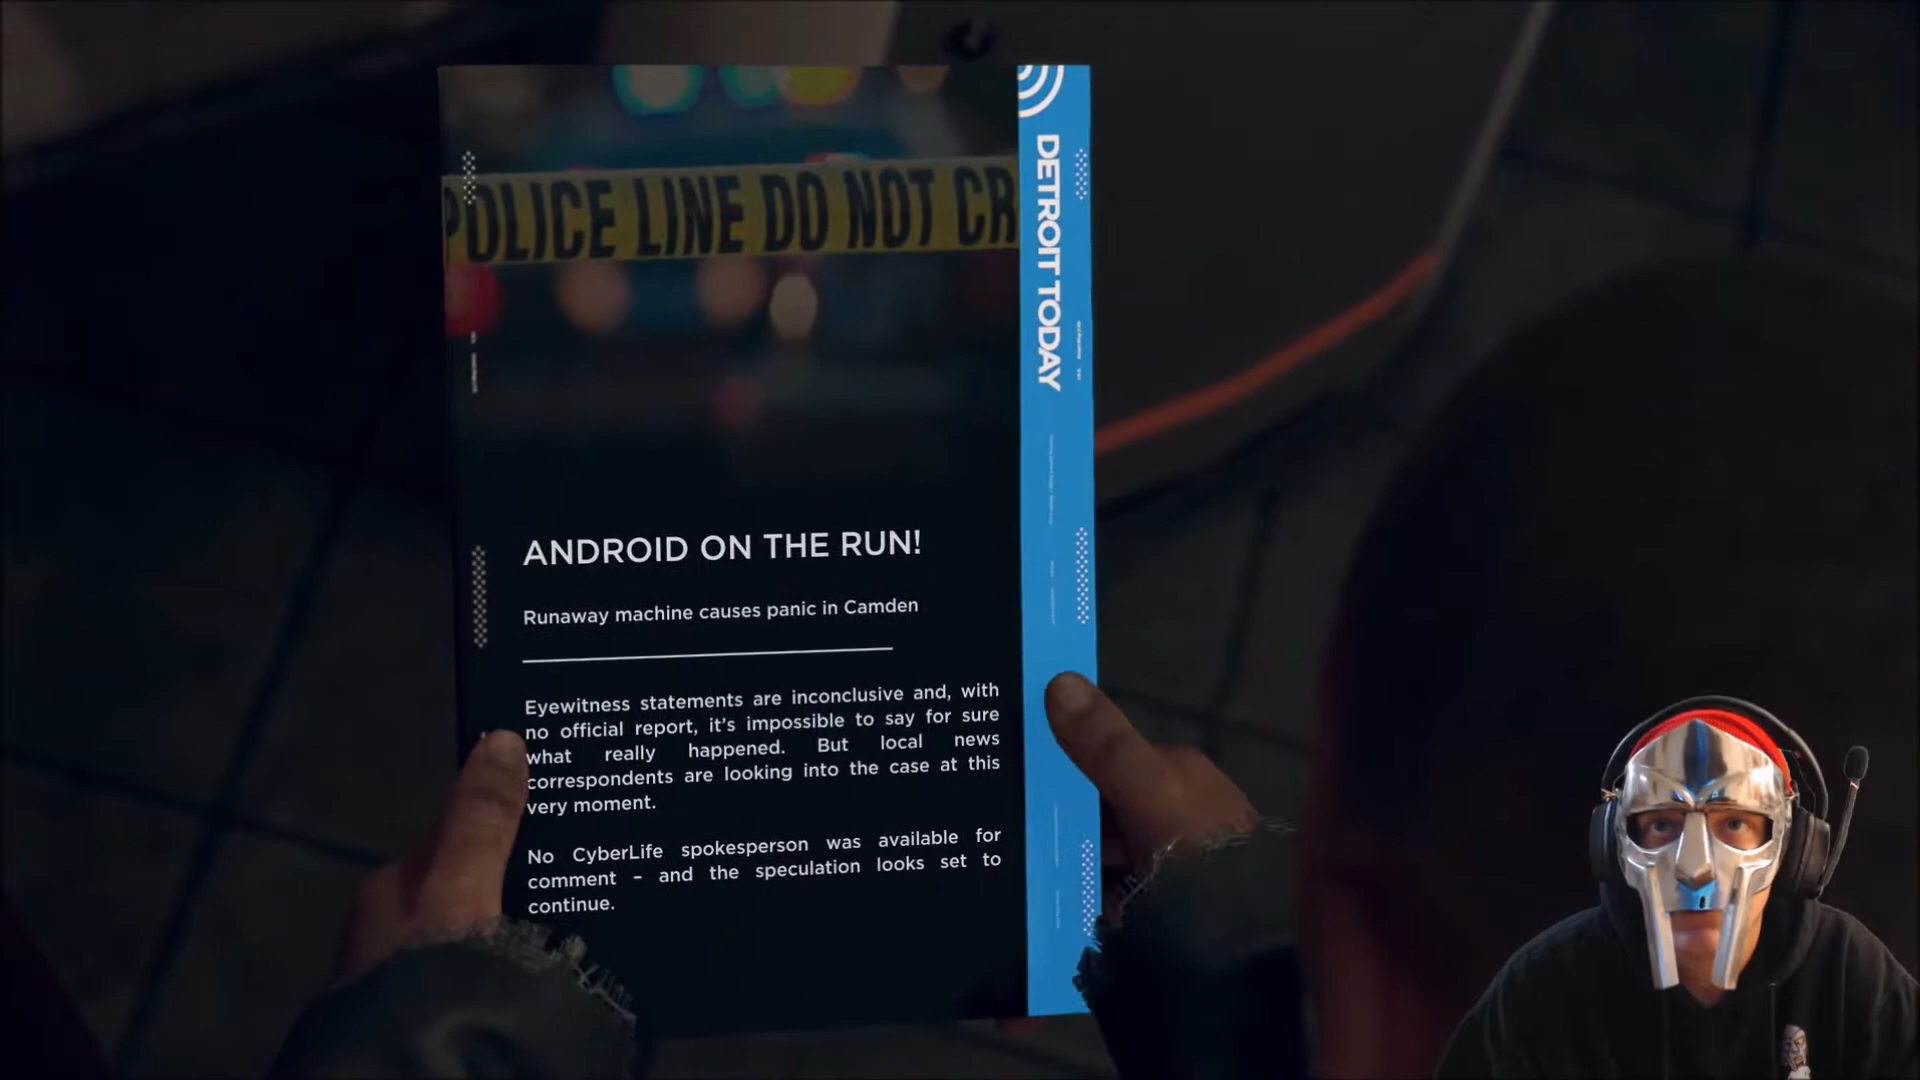 POLICE LINE DO NOT CR
DETROIT TODAY
ANDROID ON THE RUN!
Runaway machine causes panic in Camden
Eyewitness statements are inconclusive and, with
no official report, it's impossible to say for sure
what really happened. But local news
correspondents are looking into the case at this
very moment.
No CyberLife spokesperson was available for
comment – and the speculation looks set to
continue.